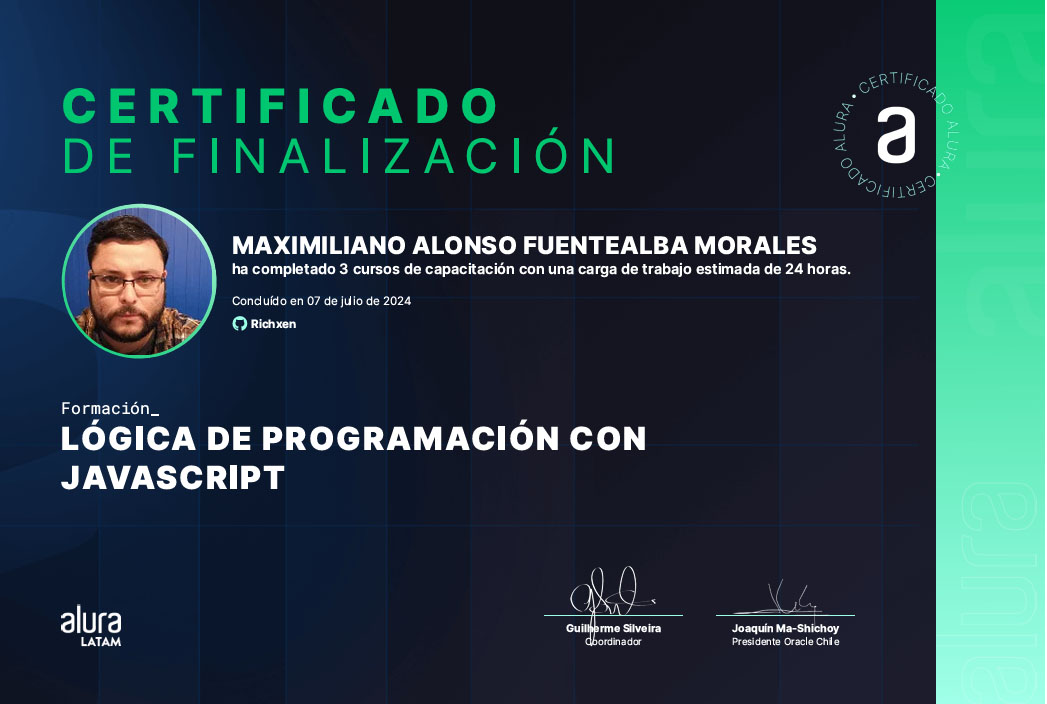 CERTIFICADO
DE FINALIZACIÓN
CERTIFICADO ALURA • CERTIFICADO ALURA •
a
MAXIMILIANO ALONSO FUENTEALBA MORALES
ha completado 3 cursos de capacitación con una carga de trabajo estimada de 24 horas.
Concluído en 07 de julio de 2024
Richxen
Formación_
LÓGICA DE PROGRAMACIÓN CON
JAVASCRIPT
alura
LATAM
Guilherme Silveira
Coordinador
Joaquín Ma-Shichoy
Presidente Oracle Chile
alura
alura